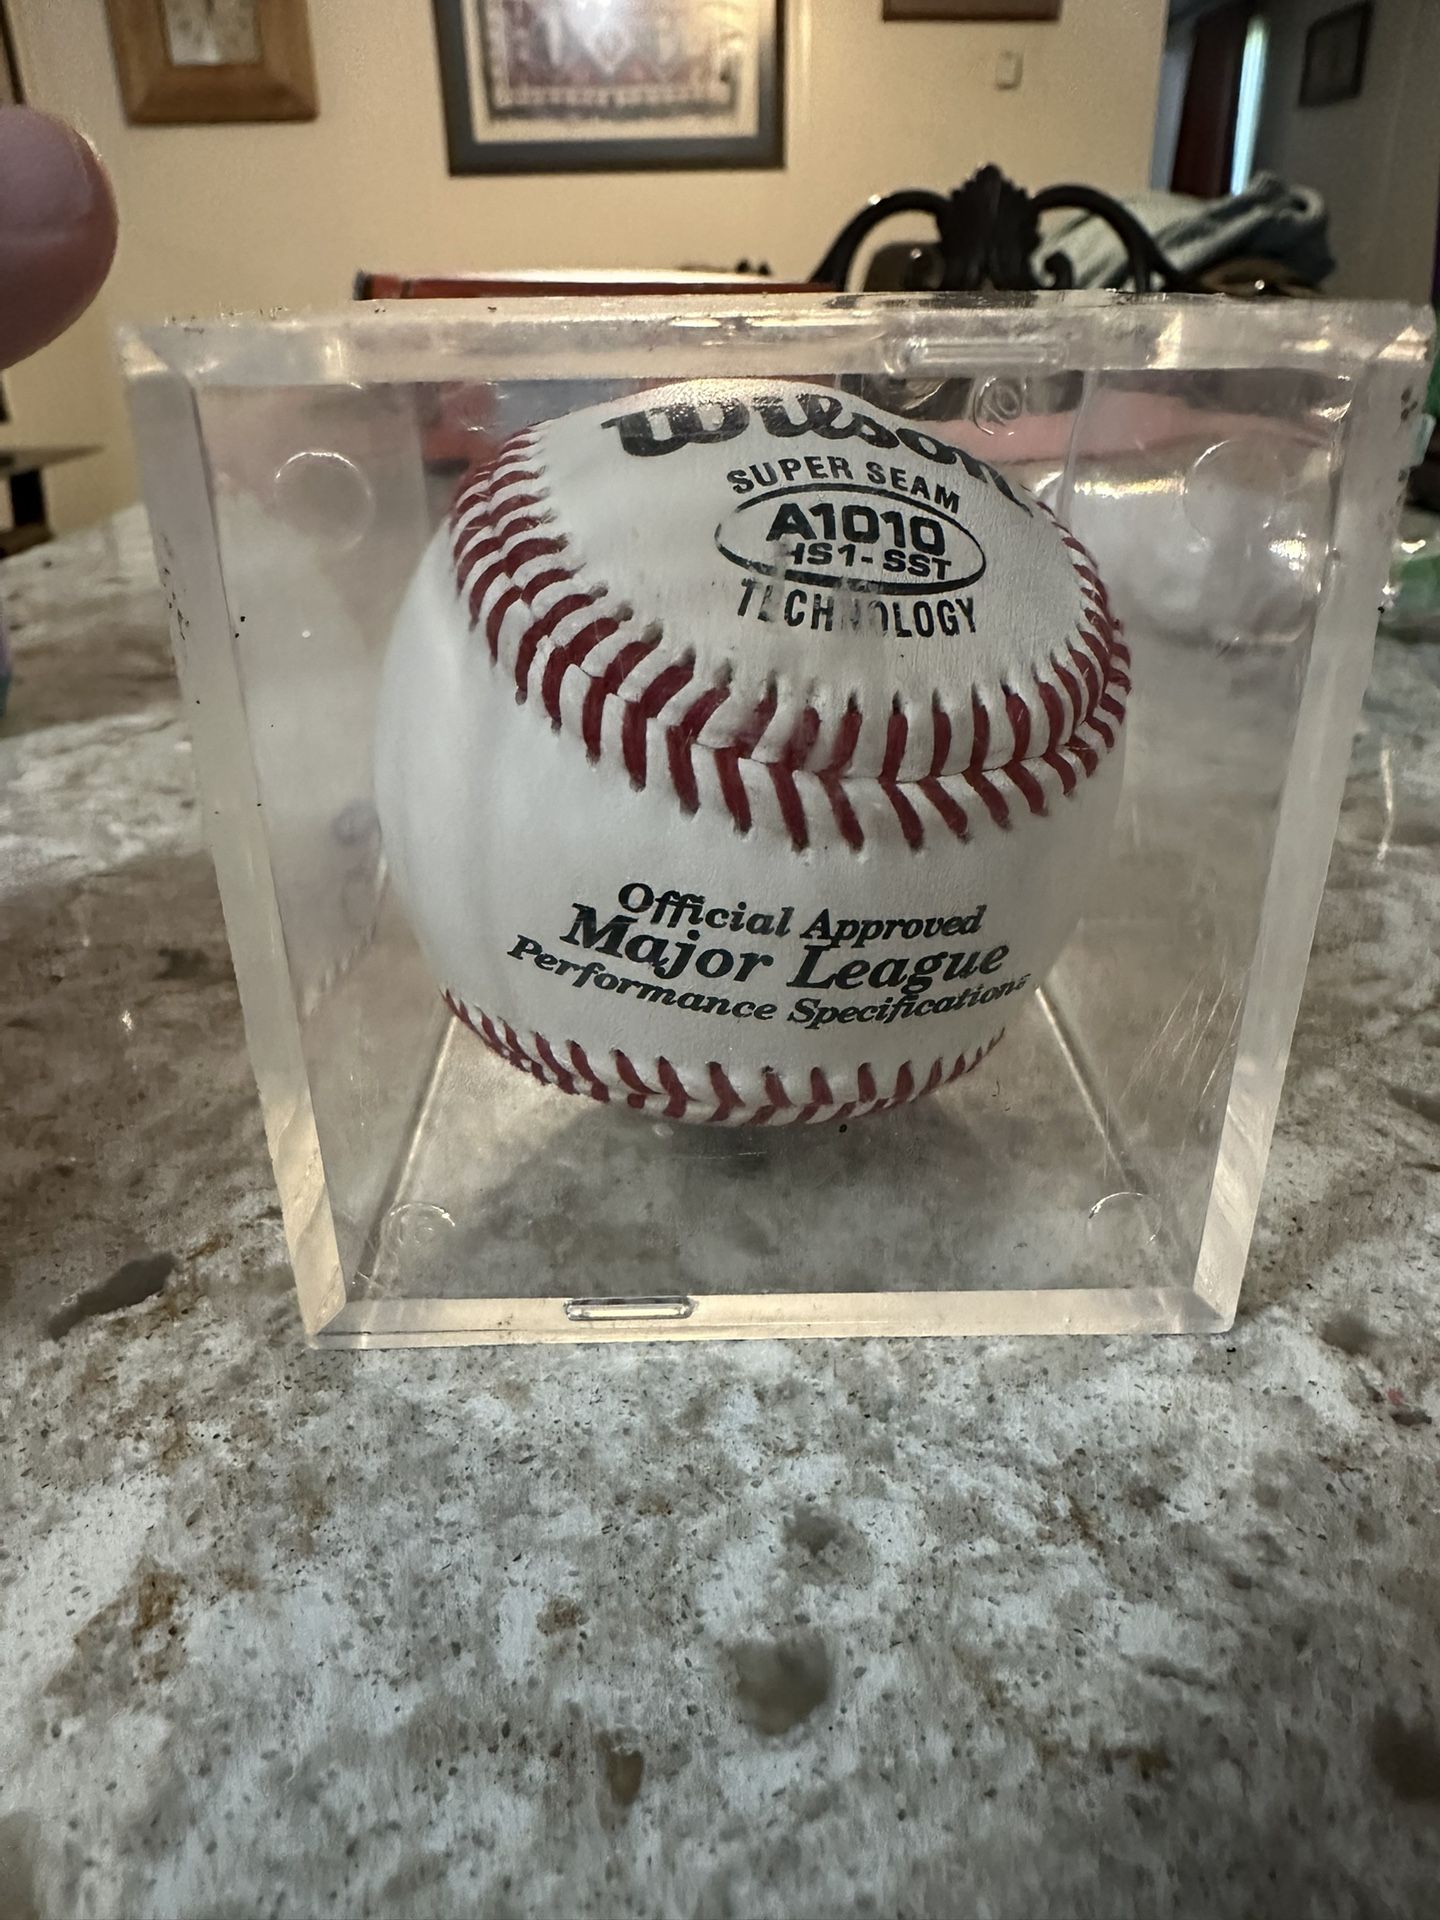 Wilson
SUPER SEAM
A1010
HS1-SST
TECHNOLOGY
Official Approved
Major League
Performance Specifications